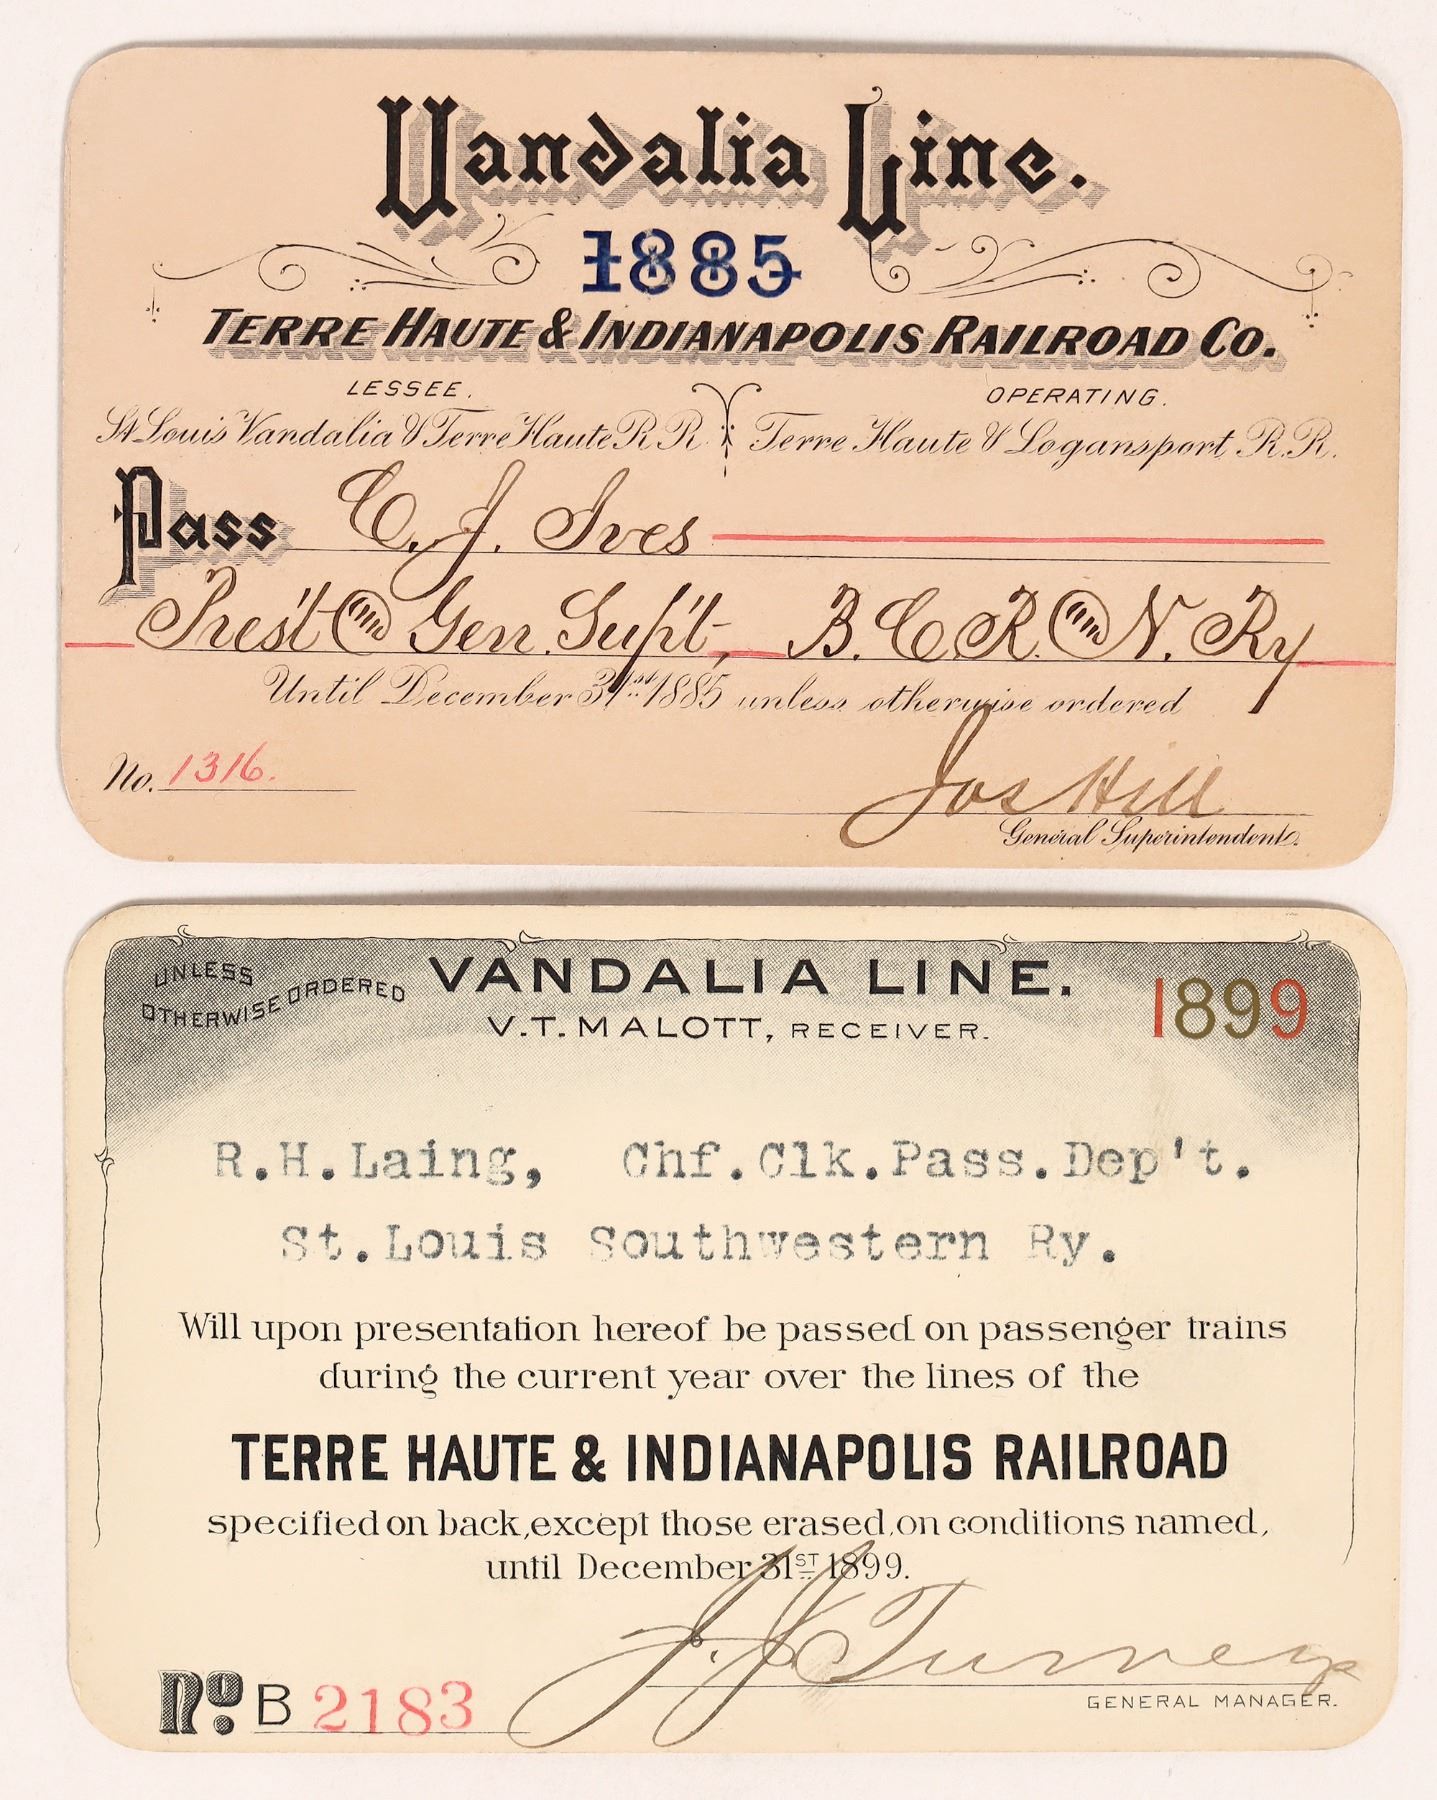 Vandalia Line.
1885
TERRE HAUTE & INDIANAPOLIS RAILROAD CO.
LESSEE. OPERATING.
St Louis Vandalia & Terre Haute R R Terre Haute & Logansport R. R.
Pass C. J. Ives
Pres't & Gen. Sup't, B. C. R. & N. Ry
Until December 31st 1885 unless otherwise ordered
No. 1316.
Jos Hill
General Superintendent.
UNLESS OTHERWISE ORDERED
VANDALIA LINE.
1899
V. T. MALOTT, RECEIVER.
R.H.Laing, Chf.Clk.Pass.Dep't.
St.Louis Southwestern Ry.
Will upon presentation hereof be passed on passenger trains
during the current year over the lines of the
TERRE HAUTE & INDIANAPOLIS RAILROAD
specified on back, except those erased, on conditions named,
until December 31ST 1899.
J. J. Turner
No. B 2183
GENERAL MANAGER.